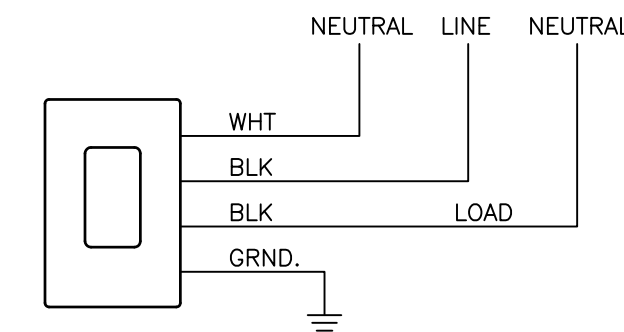 NEUTRAL LINE NEUTRAL
WHT
BLK
BLK LOAD
GRND.